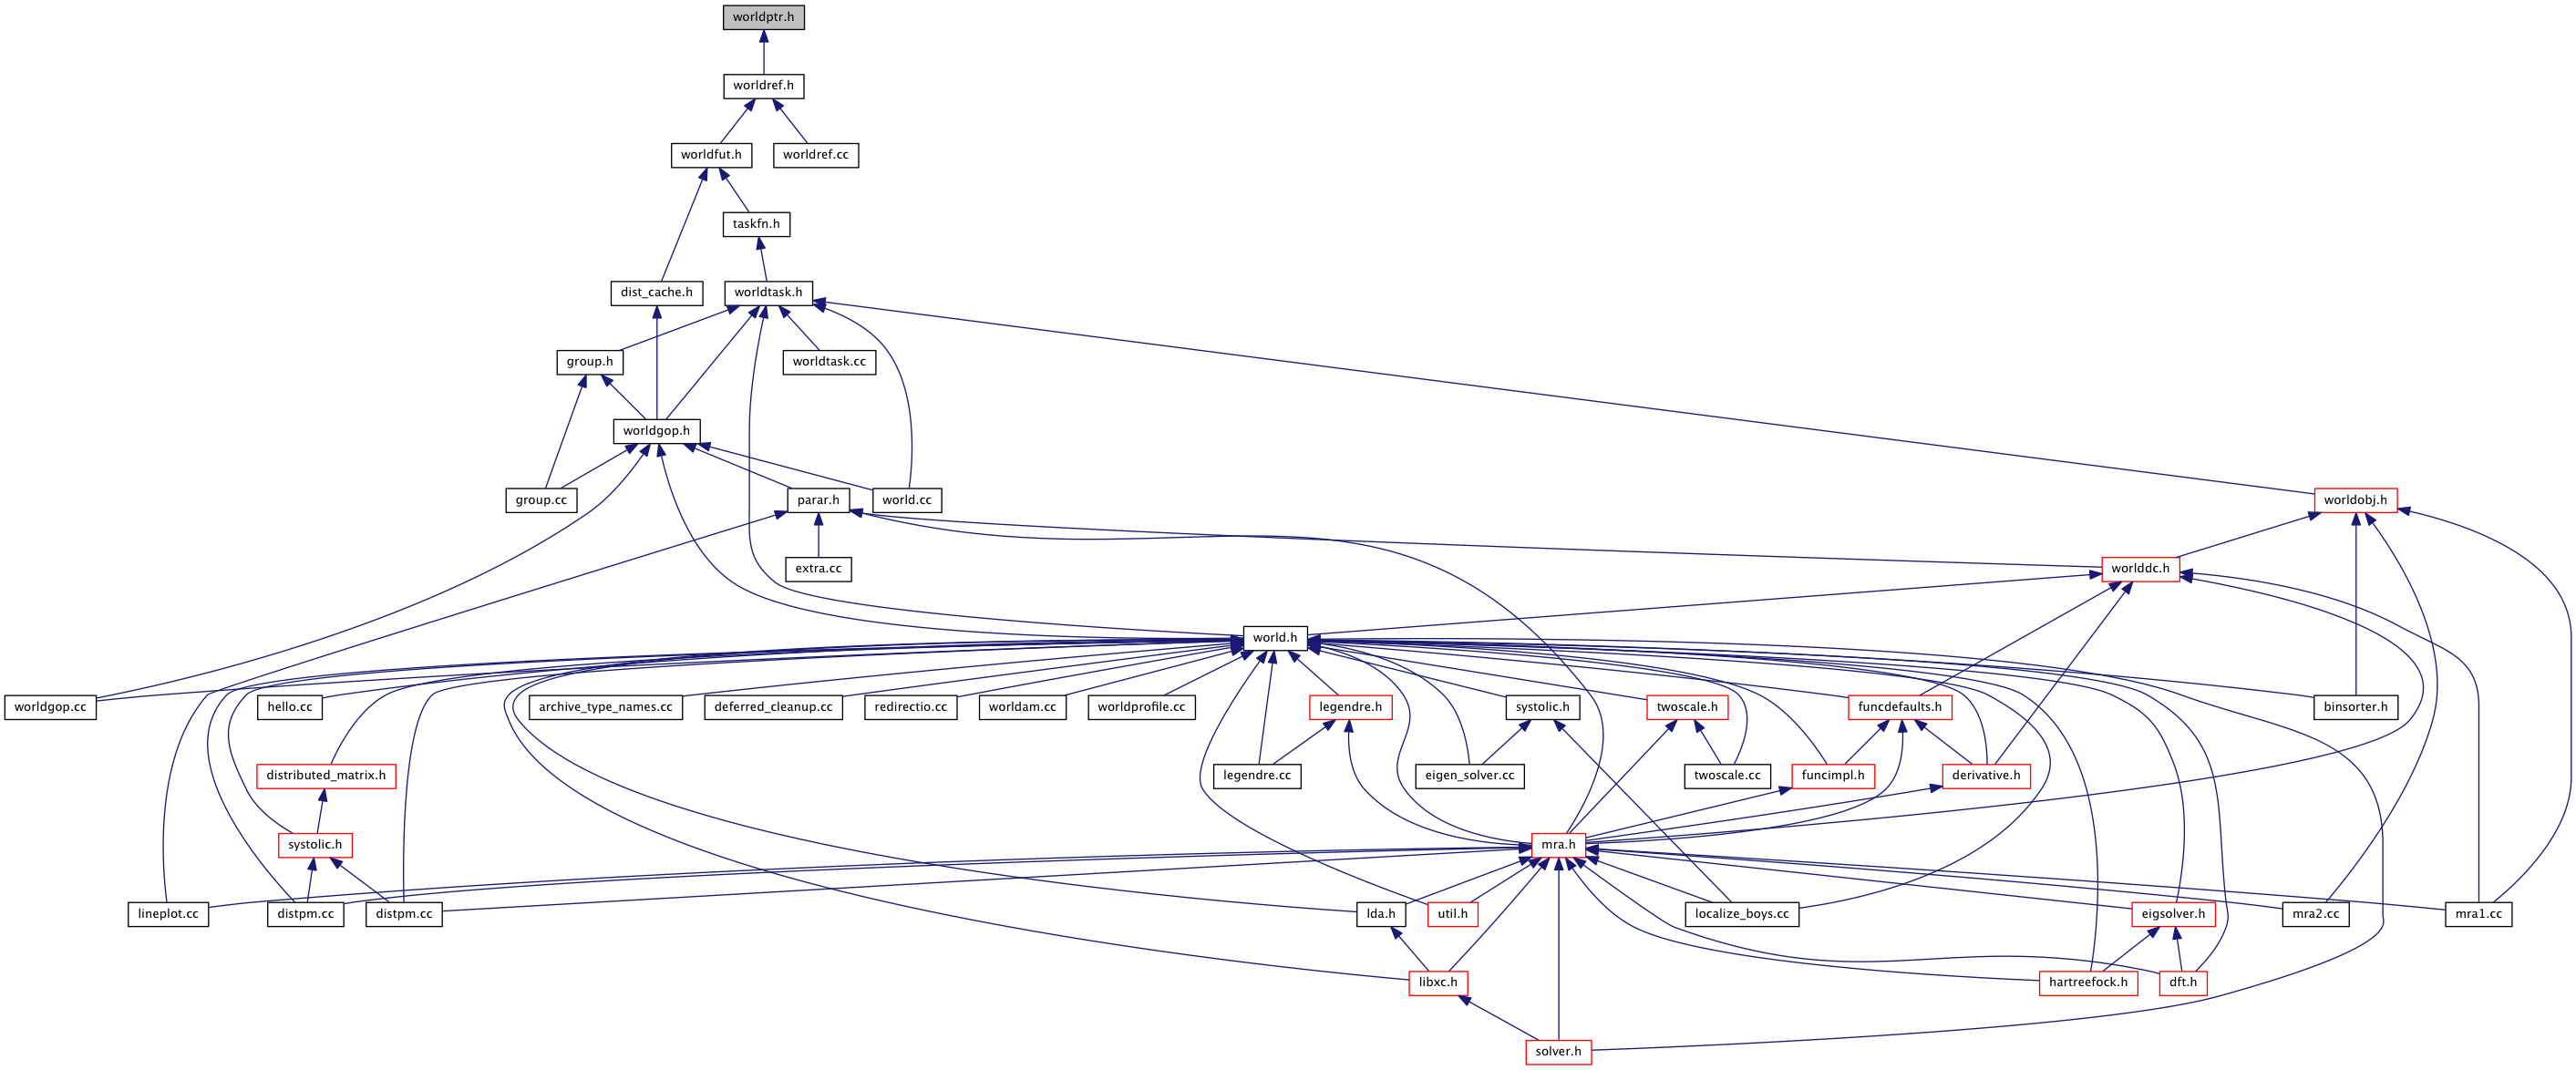 worldptr.h
worldref.h
worldfut.h
worldref.cc
taskfn.h
dist_cache.h
worldtask.h
group.h
worldtask.cc
worldgop.h
group.cc
parar.h
world.cc
worldobj.h
extra.cc
worlddc.h
world.h
worldgop.cc
hello.cc
archive_type_names.cc
deferred_cleanup.cc
redirectio.cc
worldam.cc
worldprofile.cc
legendre.h
systolic.h
twoscale.h
funcdefaults.h
binsorter.h
distributed_matrix.h
legendre.cc
eigen_solver.cc
twoscale.cc
funcimpl.h
derivative.h
systolic.h
mra.h
lineplot.cc
distpm.cc
distpm.cc
lda.h
util.h
localize_boys.cc
eigsolver.h
mra2.cc
mra1.cc
libxc.h
hartreefock.h
dft.h
solver.h